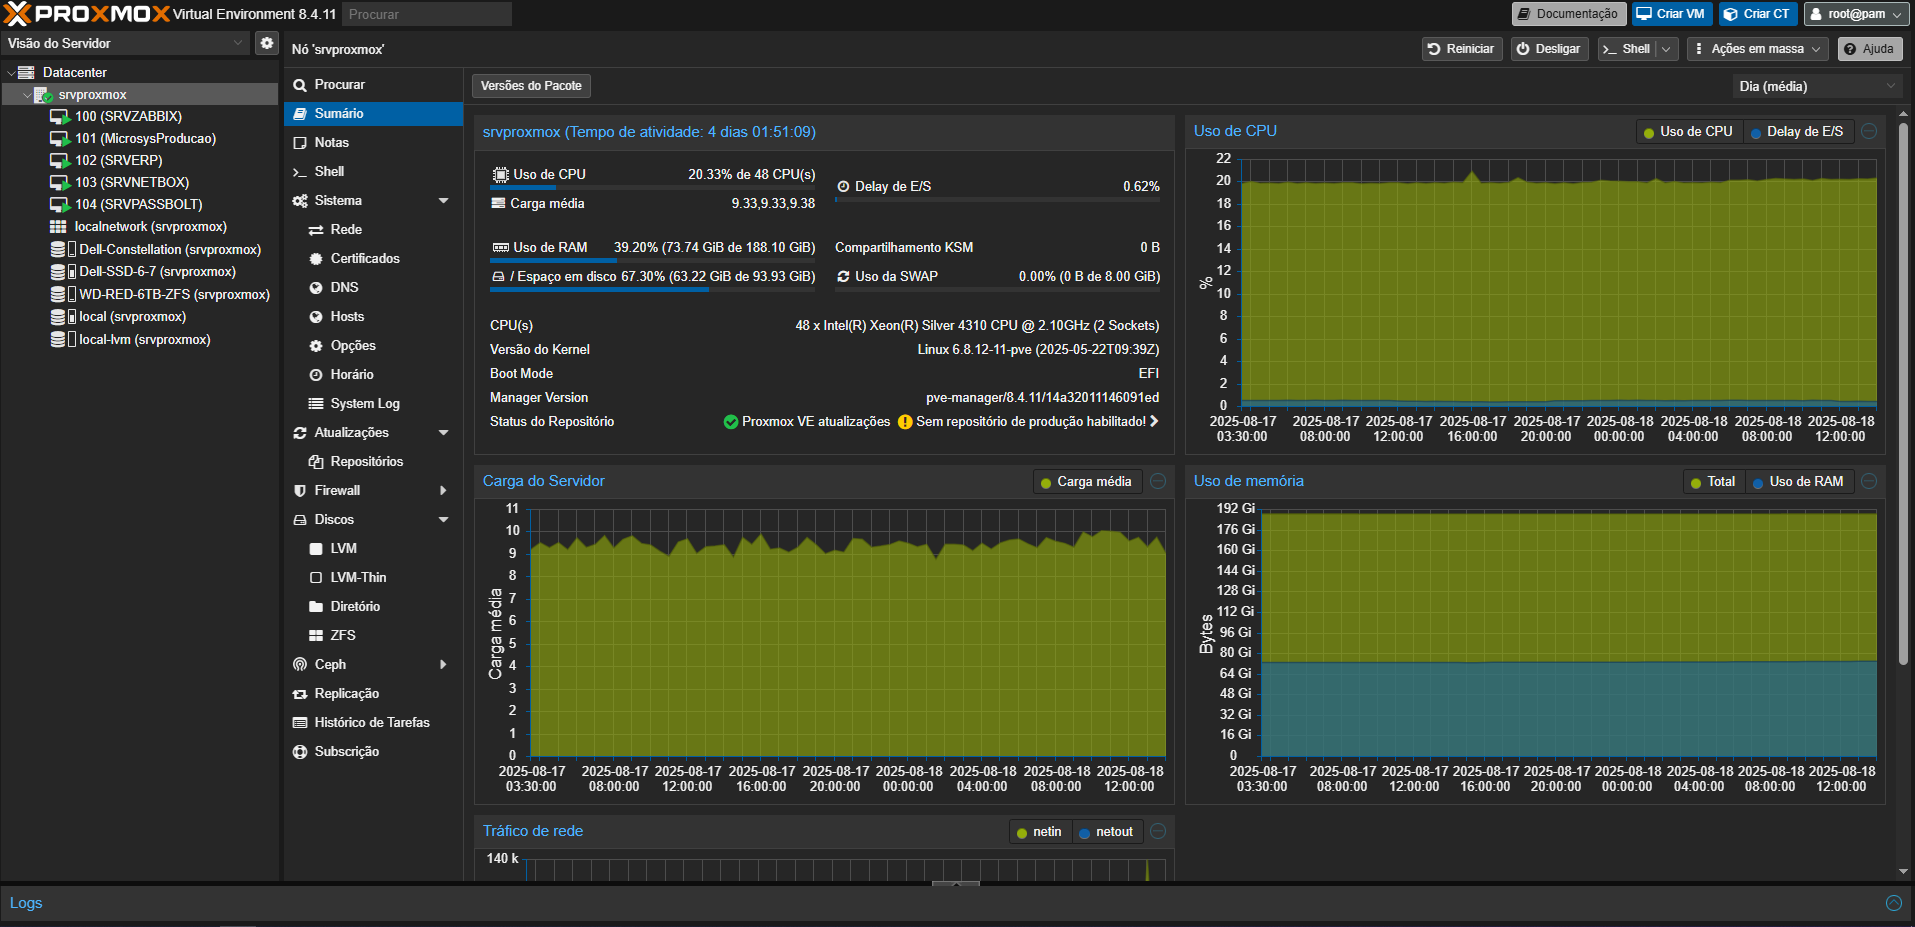 PROXMOX Virtual Environment 8.4.11 Procurar
Documentação Criar VM Criar CT root@pam
Visão do Servidor
Nó 'srvproxmox'
Reiniciar Desligar Shell Ações em massa Ajuda
Datacenter
srvproxmox
100 (SRVZABBIX)
101 (MicrosysProducao)
102 (SRVERP)
103 (SRVNETBOX)
104 (SRVPASSBOLT)
localnetwork (srvproxmox)
Dell-Constellation (srvproxmox)
Dell-SSD-6-7 (srvproxmox)
WD-RED-6TB-ZFS (srvproxmox)
local (srvproxmox)
local-lvm (srvproxmox)
Procurar
Sumário
Notas
Shell
Sistema
Rede
Certificados
DNS
Hosts
Opções
Horário
System Log
Atualizações
Repositórios
Firewall
Discos
LVM
LVM-Thin
Diretório
ZFS
Ceph
Replicação
Histórico de Tarefas
Subscrição
Versões do Pacote
Dia (média)
srvproxmox (Tempo de atividade: 4 dias 01:51:09)
Uso de CPU 20.33% de 48 CPU(s)
Carga média 9.33,9.33,9.38
Delay de E/S 0.62%
Uso de RAM 39.20% (73.74 GiB de 188.10 GiB)
/ Espaço em disco 67.30% (63.22 GiB de 93.93 GiB)
Compartilhamento KSM 0 B
Uso da SWAP 0.00% (0 B de 8.00 GiB)
CPU(s) 48 x Intel(R) Xeon(R) Silver 4310 CPU @ 2.10GHz (2 Sockets)
Versão do Kernel Linux 6.8.12-11-pve (2025-05-22T09:39Z)
Boot Mode EFI
Manager Version pve-manager/8.4.11/14a32011146091ed
Status do Repositório Proxmox VE atualizações Sem repositório de produção habilitado!
Uso de CPU
Uso de CPU Delay de E/S
22
20
18
16
14
12
10
8
6
4
2
0
%
2025-08-17 2025-08-17 2025-08-17 2025-08-17 2025-08-17 2025-08-18 2025-08-18 2025-08-18 2025-08-18
03:30:00 08:00:00 12:00:00 16:00:00 20:00:00 00:00:00 04:00:00 08:00:00 12:00:00
Carga do Servidor
Carga média
11
10
9
8
7
6
5
4
3
2
1
0
Carga média
2025-08-17 2025-08-17 2025-08-17 2025-08-17 2025-08-17 2025-08-18 2025-08-18 2025-08-18 2025-08-18
03:30:00 08:00:00 12:00:00 16:00:00 20:00:00 00:00:00 04:00:00 08:00:00 12:00:00
Uso de memória
Total Uso de RAM
192 Gi
176 Gi
160 Gi
144 Gi
128 Gi
112 Gi
96 Gi
80 Gi
64 Gi
48 Gi
32 Gi
16 Gi
0
Bytes
2025-08-17 2025-08-17 2025-08-17 2025-08-17 2025-08-17 2025-08-18 2025-08-18 2025-08-18 2025-08-18
03:30:00 08:00:00 12:00:00 16:00:00 20:00:00 00:00:00 04:00:00 08:00:00 12:00:00
Tráfico de rede
netin netout
140 k
Logs